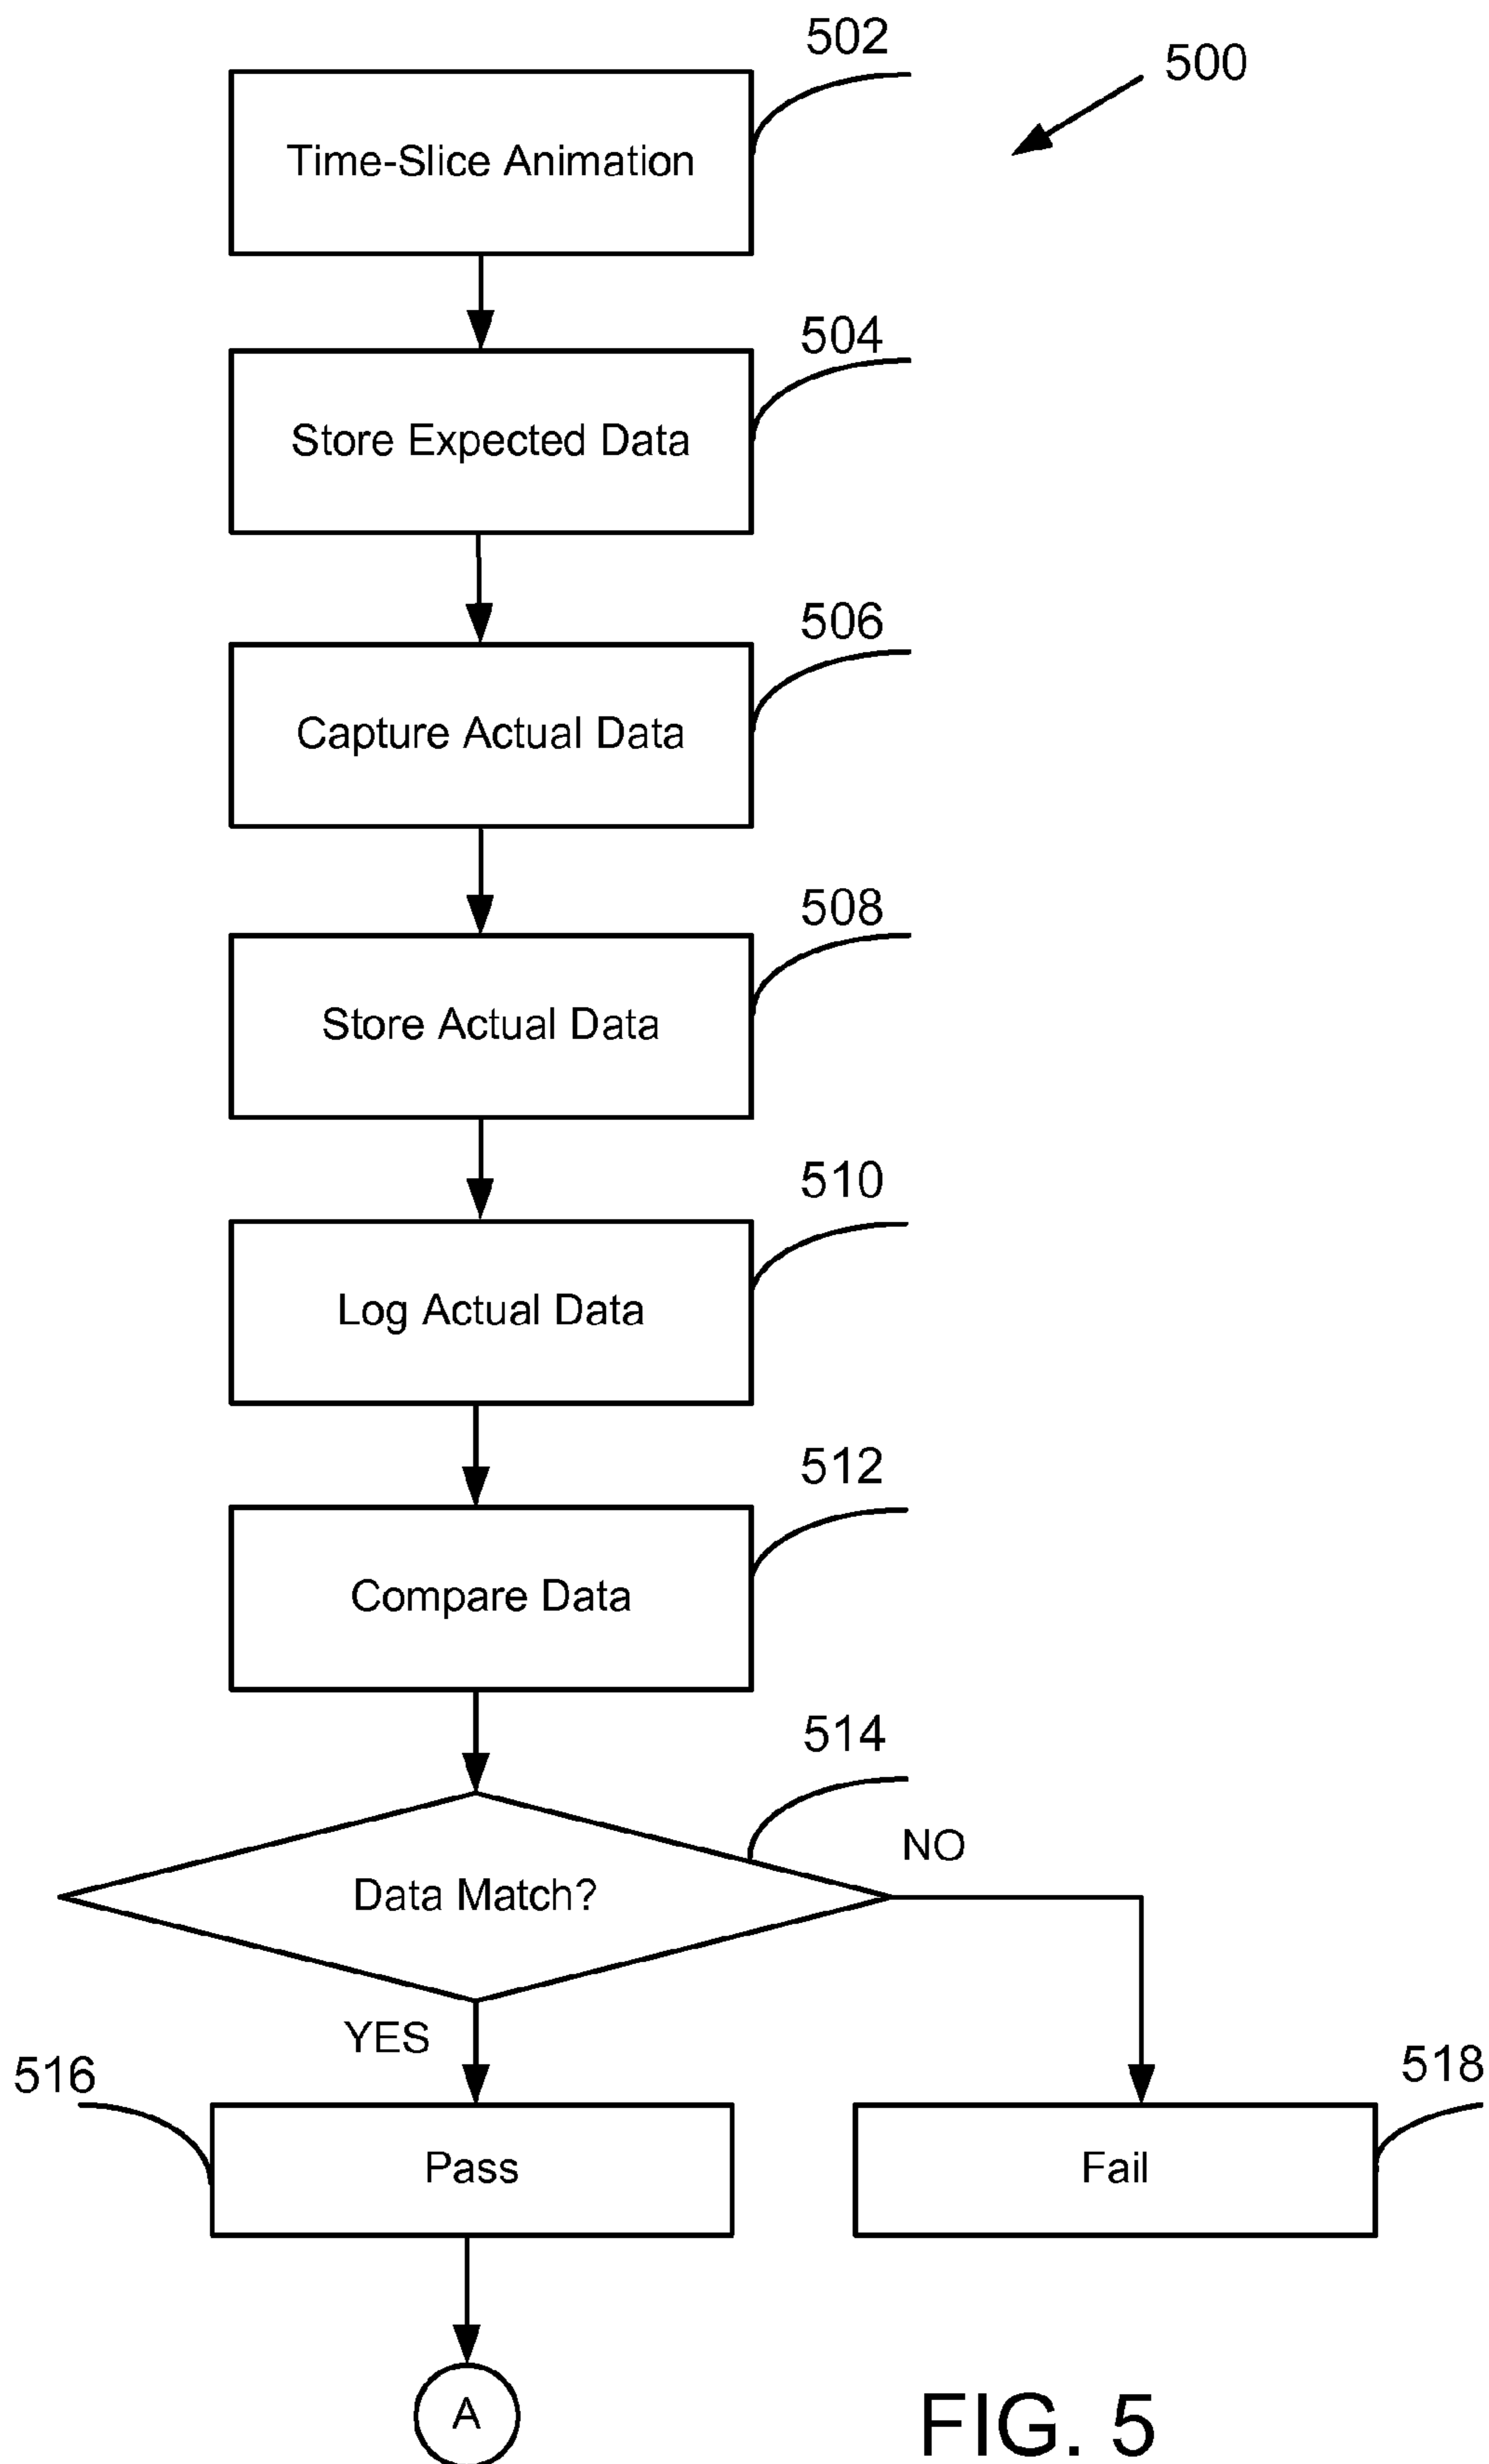 502
500
Time-Slice Animation
504
Store Expected Data
506
Capture Actual Data
508
Store Actual Data
510
Log Actual Data
512
Compare Data
514
NO
Data Match?
YES
516
518
Pass
Fail
A
FIG. 5